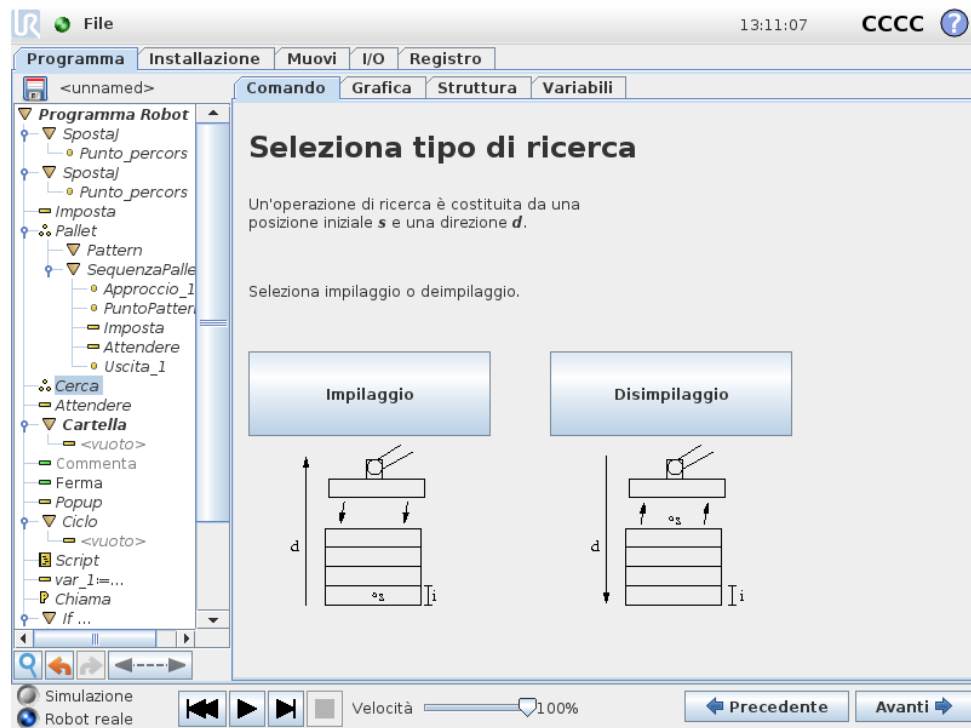 UR File 13:11:07 CCCC ?
Programma Installazione Muovi I/O Registro
<unnamed> Comando Grafica Struttura Variabili
Programma Robot
SpostaJ
Punto_percors
SpostaJ
Punto_percors
Imposta
Pallet
Pattern
SequenzaPalle
Approccio_1
PuntoPatter
Imposta
Attendere
Uscita_1
Cerca
Attendere
Cartella
<vuoto>
Commenta
Ferma
Popup
Ciclo
<vuoto>
Script
var_1:=...
Chiama
If ...
Seleziona tipo di ricerca
Un'operazione di ricerca è costituita da una
posizione iniziale s e una direzione d.
Seleziona impilaggio o deimpilaggio.
Impilaggio Disimpilaggio
d s i
d s i
Simulazione
Robot reale
Velocità 100% Precedente Avanti